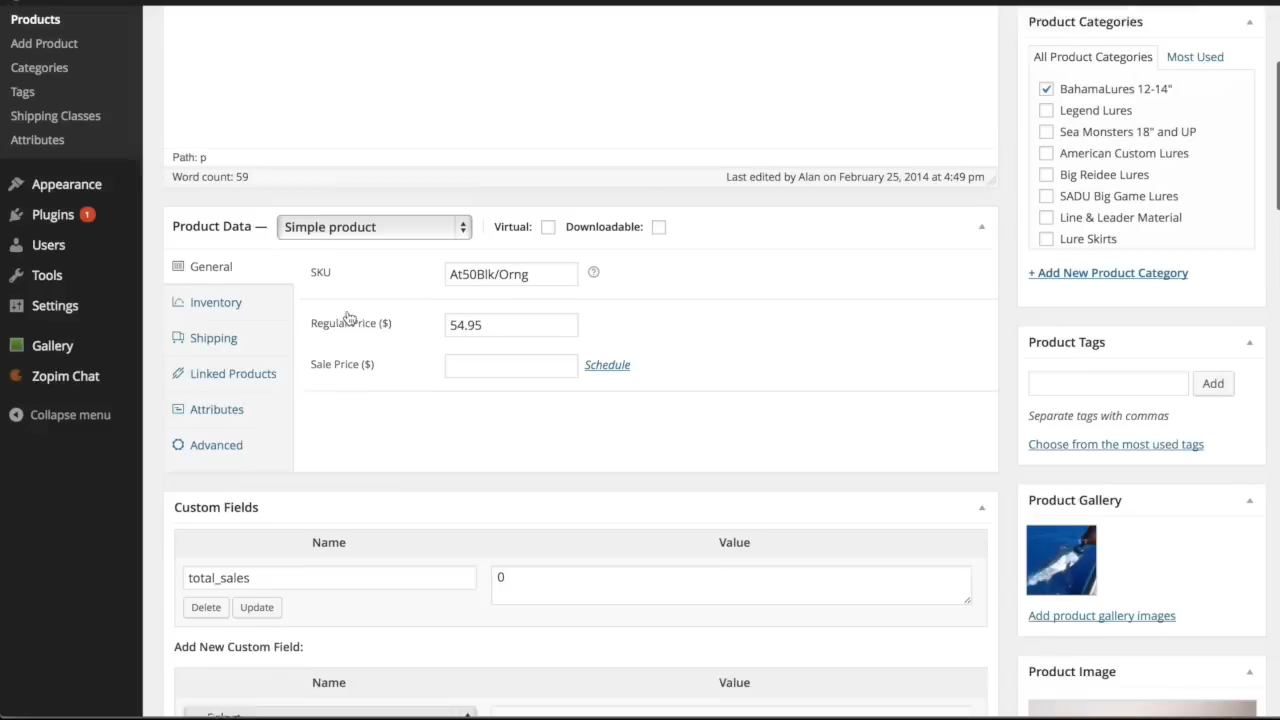 Products
Add Product
Categories
Tags
Shipping Classes
Attributes
Appearance
Plugins 1
Users
Tools
Settings
Gallery
Zopim Chat
Collapse menu
Path: p
Word count: 59
Last edited by Alan on February 25, 2014 at 4:49 pm
Product Data — Simple product
Virtual:
Downloadable:
General
Inventory
Shipping
Linked Products
Attributes
Advanced
SKU
At50Blk/Orng
Regular Price ($)
54.95
Sale Price ($)
Schedule
Custom Fields
Name
Value
total_sales
0
Delete
Update
Add New Custom Field:
Name
Value
Product Categories
All Product Categories
Most Used
BahamaLures 12-14"
Legend Lures
Sea Monsters 18" and UP
American Custom Lures
Big Reidee Lures
SADU Big Game Lures
Line & Leader Material
Lure Skirts
+ Add New Product Category
Product Tags
Add
Separate tags with commas
Choose from the most used tags
Product Gallery
Add product gallery images
Product Image